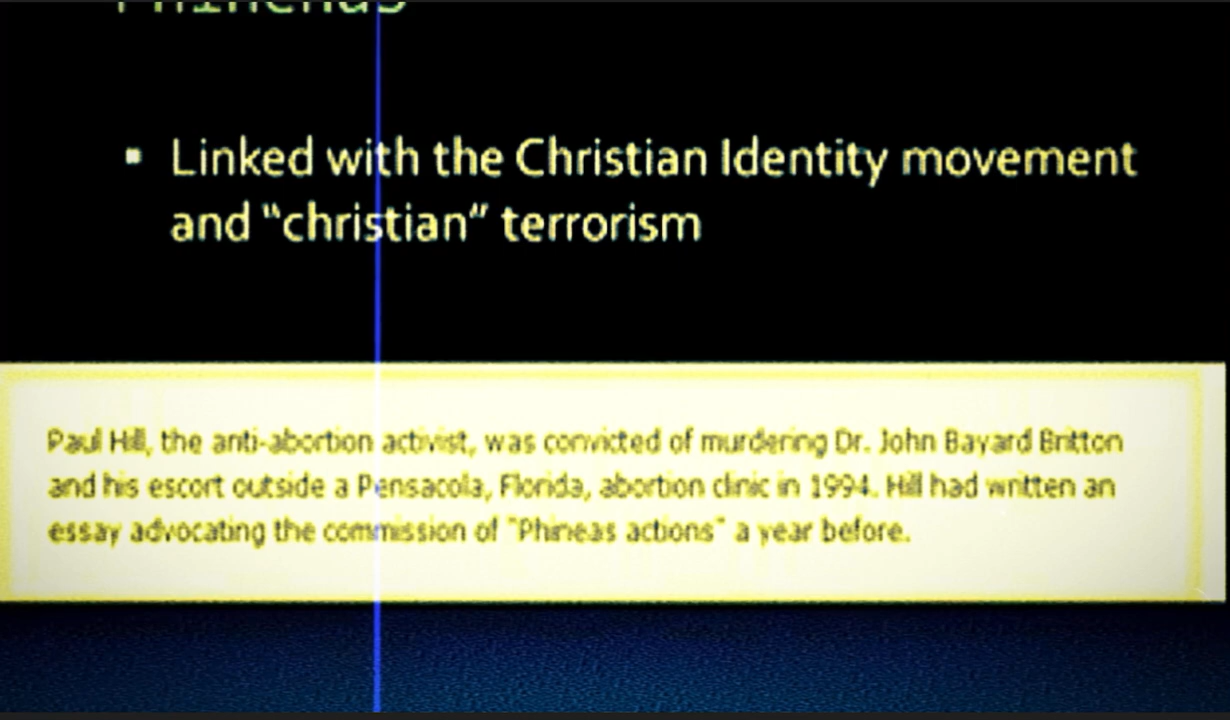 Phinehas
▪ Linked with the Christian Identity movement
and “christian” terrorism
Paul Hill, the anti-abortion activist, was convicted of murdering Dr. John Bayard Britton
and his escort outside a Pensacola, Florida, abortion clinic in 1994. Hill had written an
essay advocating the commission of "Phineas actions" a year before.